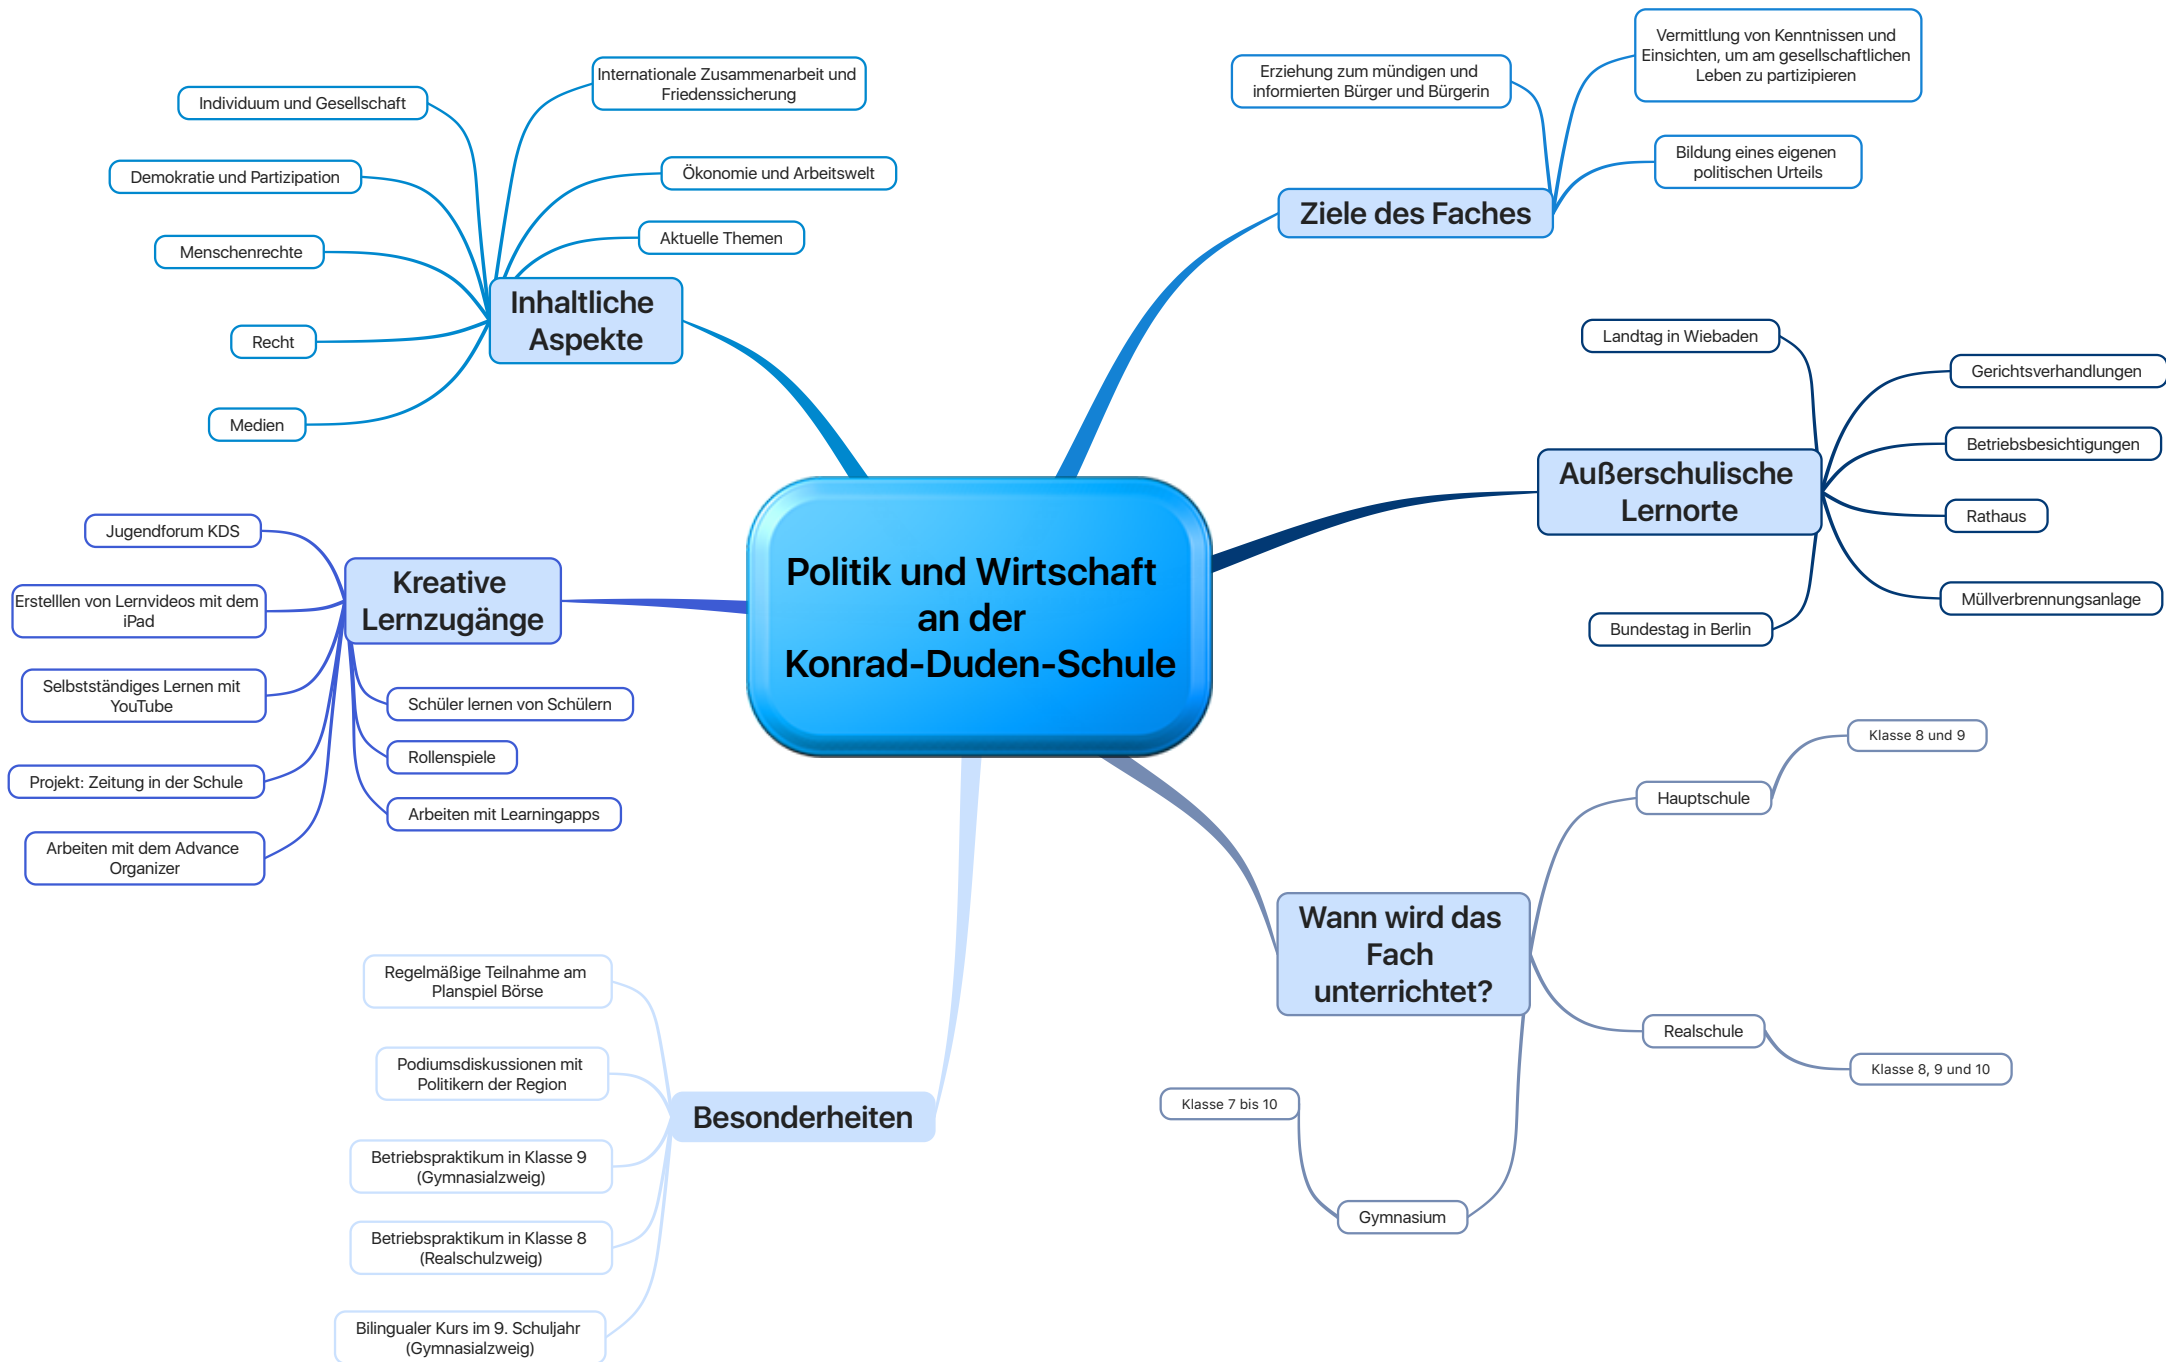 Politik und Wirtschaft
an der
Konrad-Duden-Schule
Inhaltliche
Aspekte
Individuum und Gesellschaft
Demokratie und Partizipation
Menschenrechte
Recht
Medien
Internationale Zusammenarbeit und
Friedenssicherung
Ökonomie und Arbeitswelt
Aktuelle Themen
Ziele des Faches
Erziehung zum mündigen und
informierten Bürger und Bürgerin
Vermittlung von Kenntnissen und
Einsichten, um am gesellschaftlichen
Leben zu partizipieren
Bildung eines eigenen
politischen Urteils
Außerschulische
Lernorte
Landtag in Wiebaden
Gerichtsverhandlungen
Betriebsbesichtigungen
Rathaus
Müllverbrennungsanlage
Bundestag in Berlin
Kreative
Lernzugänge
Jugendforum KDS
Erstelllen von Lernvideos mit dem
iPad
Selbstständiges Lernen mit
YouTube
Projekt: Zeitung in der Schule
Arbeiten mit dem Advance
Organizer
Schüler lernen von Schülern
Rollenspiele
Arbeiten mit Learningapps
Wann wird das
Fach
unterrichtet?
Hauptschule
Klasse 8 und 9
Realschule
Klasse 8, 9 und 10
Gymnasium
Klasse 7 bis 10
Besonderheiten
Regelmäßige Teilnahme am
Planspiel Börse
Podiumsdiskussionen mit
Politikern der Region
Betriebspraktikum in Klasse 9
(Gymnasialzweig)
Betriebspraktikum in Klasse 8
(Realschulzweig)
Bilingualer Kurs im 9. Schuljahr
(Gymnasialzweig)